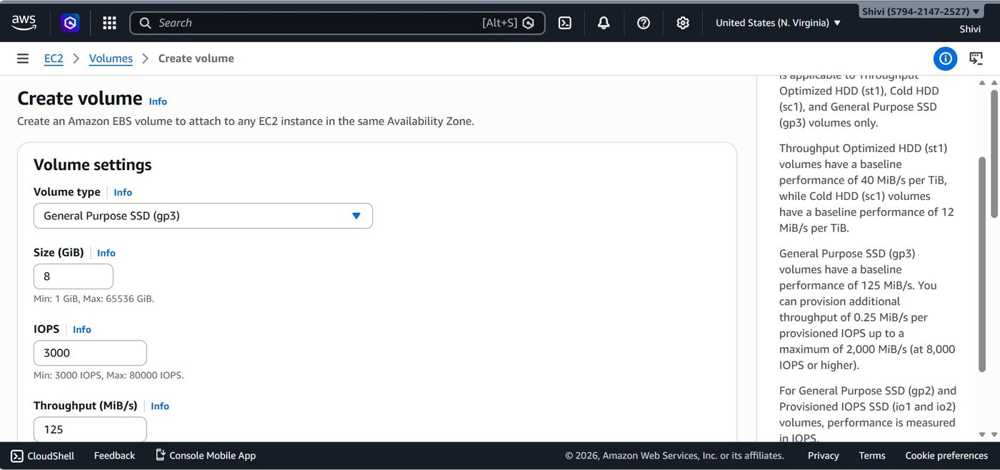 aws
Search [Alt+S]
United States (N. Virginia) ▼
Shivi (5794-2147-2527) ▼
Shivi
EC2 > Volumes > Create volume
Create volume Info
Create an Amazon EBS volume to attach to any EC2 instance in the same Availability Zone.
Volume settings
Volume type Info
General Purpose SSD (gp3)
Size (GiB) Info
8
Min: 1 GiB, Max: 65536 GiB.
IOPS Info
3000
Min: 3000 IOPS, Max: 80000 IOPS.
Throughput (MiB/s) Info
125
is applicable to Throughput
Optimized HDD (st1), Cold HDD
(sc1), and General Purpose SSD
(gp3) volumes only.
Throughput Optimized HDD (st1)
volumes have a baseline
performance of 40 MiB/s per TiB,
while Cold HDD (sc1) volumes
have a baseline performance of 12
MiB/s per TiB.
General Purpose SSD (gp3)
volumes have a baseline
performance of 125 MiB/s. You
can provision additional
throughput of 0.25 MiB/s per
provisioned IOPS up to a
maximum of 2,000 MiB/s (at 8,000
IOPS or higher).
For General Purpose SSD (gp2) and
Provisioned IOPS SSD (io1 and io2)
volumes, performance is measured
in IOPS.
CloudShell Feedback Console Mobile App
© 2026, Amazon Web Services, Inc. or its affiliates. Privacy Terms Cookie preferences